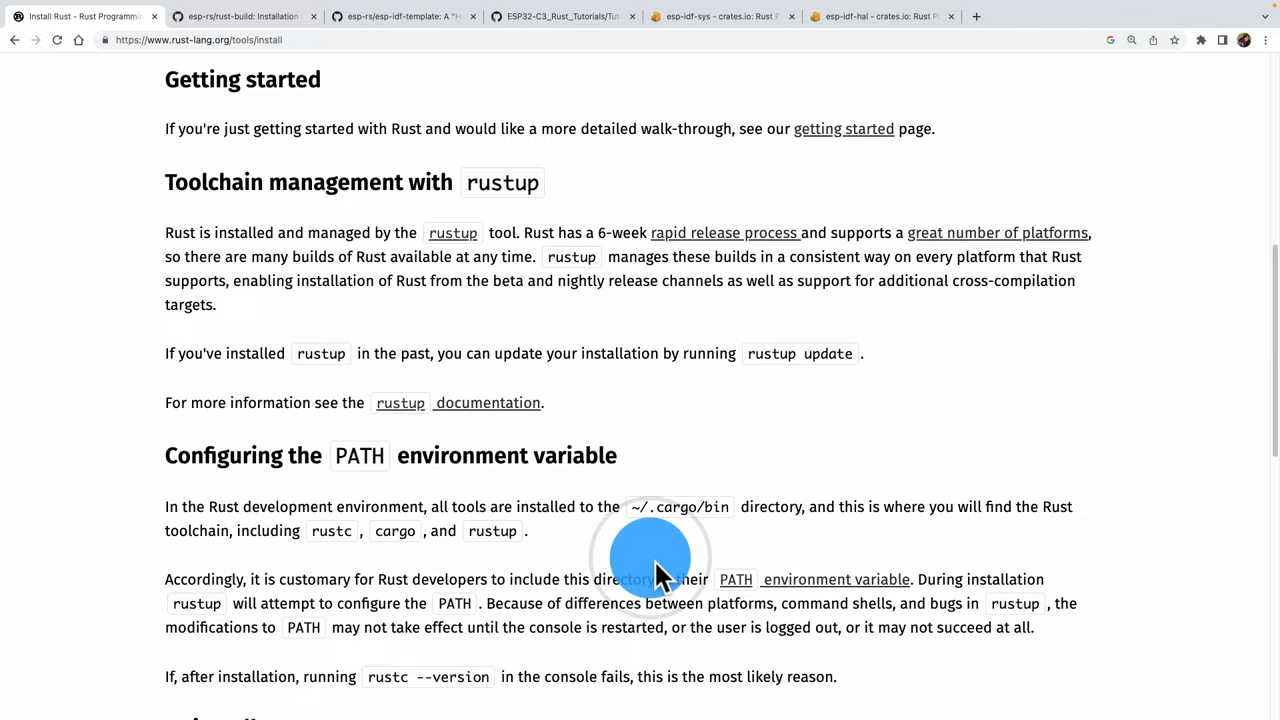 Install Rust - Rust Programmin
esp-rs/rust-build: Installation
esp-rs/esp-idf-template: A "H
ESP32-C3_Rust_Tutorials/Tut
esp-idf-sys - crates.io: Rust P
esp-idf-hal - crates.io: Rust P
https://www.rust-lang.org/tools/install
Getting started
If you're just getting started with Rust and would like a more detailed walk-through, see our getting started page.
Toolchain management with rustup
Rust is installed and managed by the rustup tool. Rust has a 6-week rapid release process and supports a great number of platforms,
so there are many builds of Rust available at any time. rustup manages these builds in a consistent way on every platform that Rust
supports, enabling installation of Rust from the beta and nightly release channels as well as support for additional cross-compilation
targets.
If you've installed rustup in the past, you can update your installation by running rustup update.
For more information see the rustup documentation.
Configuring the PATH environment variable
In the Rust development environment, all tools are installed to the ~/.cargo/bin directory, and this is where you will find the Rust
toolchain, including rustc, cargo, and rustup.
Accordingly, it is customary for Rust developers to include this their PATH environment variable. During installation
rustup will attempt to configure the PATH. Because of differences between platforms, command shells, and bugs in rustup, the
modifications to PATH may not take effect until the console is restarted, or the user is logged out, or it may not succeed at all.
If, after installation, running rustc --version in the console fails, this is the most likely reason.